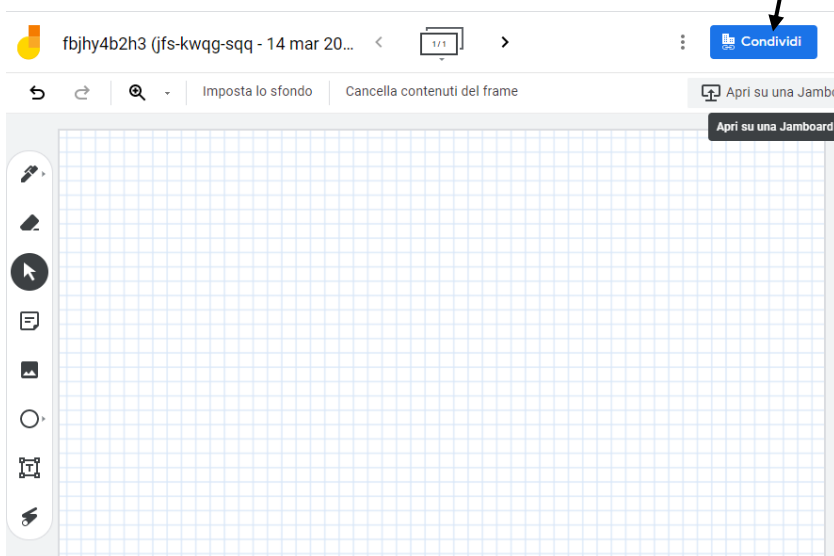 fbjhy4b2h3 (jfs-kwqg-sqq - 14 mar 20...
1/1
Condividi
Imposta lo sfondo
Cancella contenuti del frame
Apri su una Jambo
Apri su una Jamboard
T